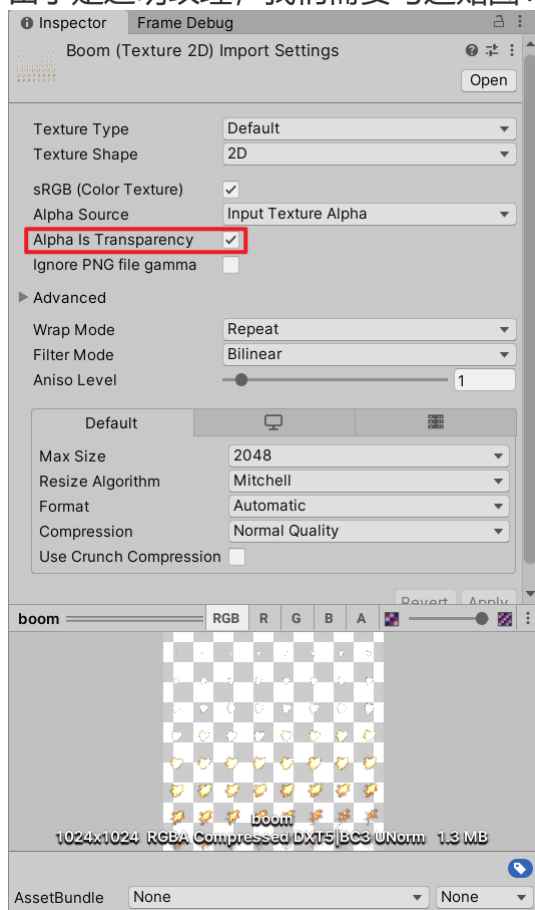 Inspector Frame Debug
Boom (Texture 2D) Import Settings
Open
Texture Type Default
Texture Shape 2D
sRGB (Color Texture)
Alpha Source Input Texture Alpha
Alpha Is Transparency
Ignore PNG file gamma
Advanced
Wrap Mode Repeat
Filter Mode Bilinear
Aniso Level 1
Default
Max Size 2048
Resize Algorithm Mitchell
Format Automatic
Compression Normal Quality
Use Crunch Compression
Revert Apply
boom RGB R G B A
boom
1024x1024 RGBA Compressed DXT5|BC3 UNorm 1.3 MB
AssetBundle None None